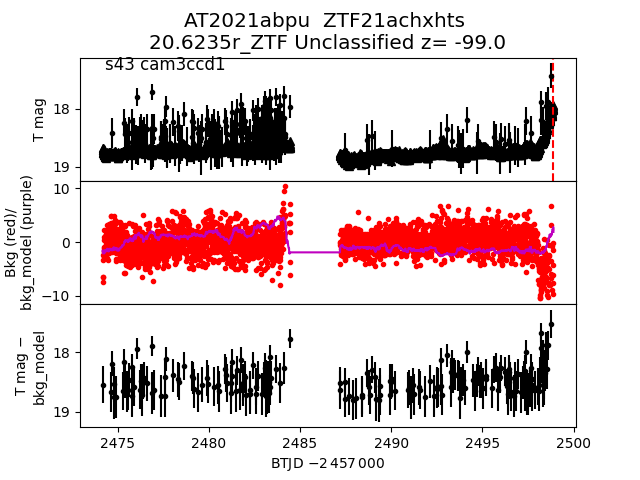 AT2021abpu  ZTF21achxhts
20.6235r_ZTF Unclassified z= -99.0
s43 cam3ccd1
T mag
18
19
Bkg (red)/
bkg_model (purple)
10
0
−10
T mag −
bkg_model
18
19
2475 2480 2485 2490 2495 2500
BTJD −2 457 000